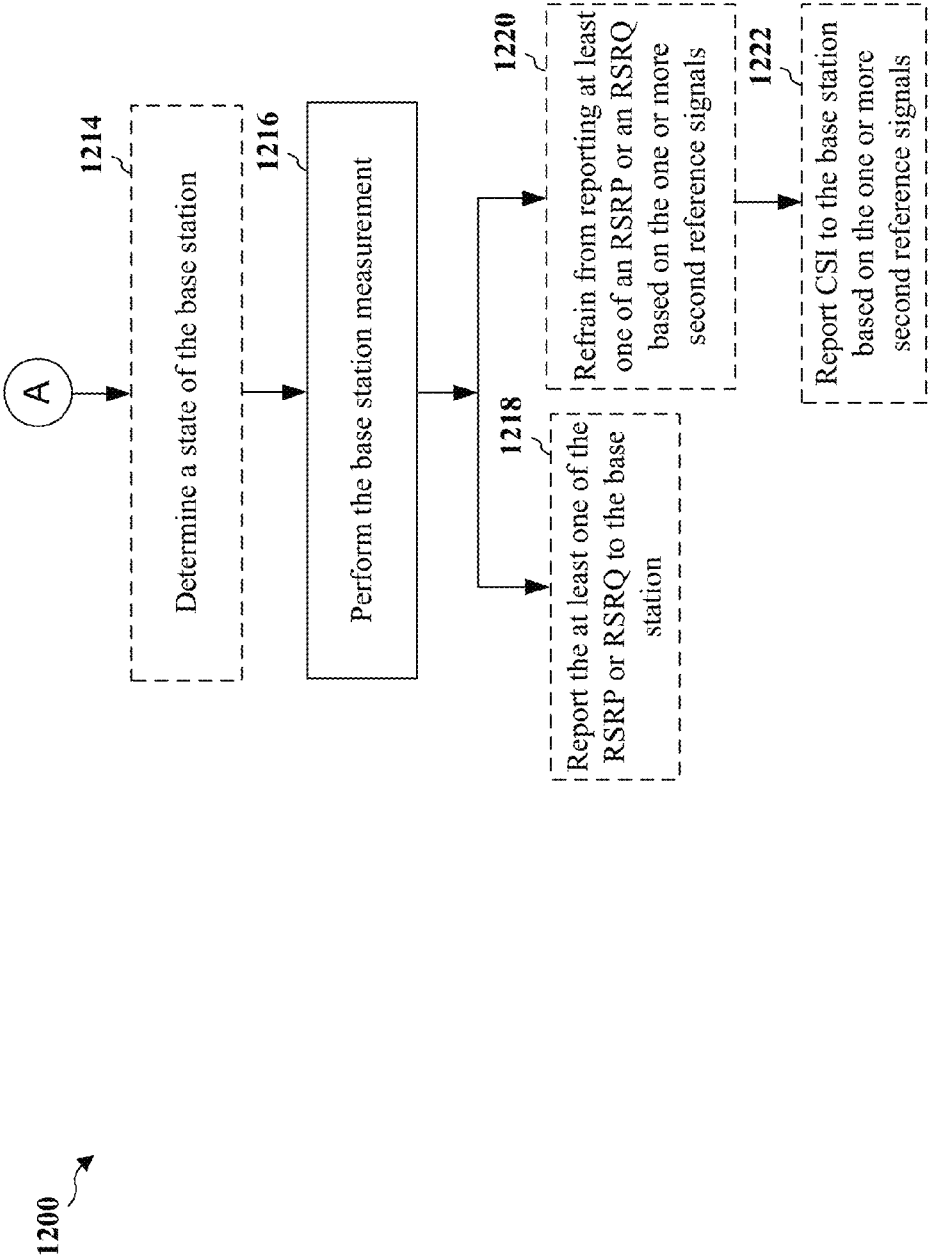 1200
A
1214
Determine a state of the base station
1216
Perform the base station measurement
1218
Report the at least one of the
RSRP or RSRQ to the base
station
1220
Refrain from reporting at least
one of an RSRP or an RSRQ
based on the one or more
second reference signals
1222
Report CSI to the base station
based on the one or more
second reference signals